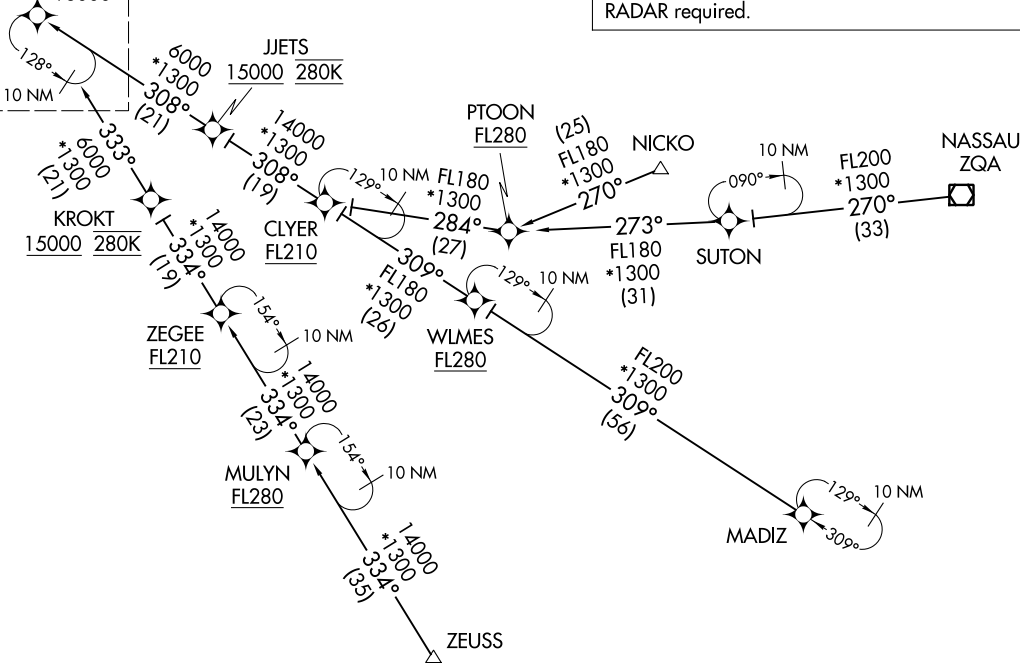 RADAR required.
128°
10 NM
6000
*1300
308°
(21)
JJETS
15000 280K
14000
*1300
308°
(19)
333°
6000
*1300
(21)
KROKT
15000 280K
14000
*1300
334°
(19)
129°
10 NM
CLYER
FL210
FL180
*1300
284°
(27)
PTOON
FL280
(25)
FL180
*1300
270°
NICKO
273°
FL180
*1300
(31)
090°
10 NM
SUTON
FL200
*1300
270°
(33)
NASSAU
ZQA
309°
FL180
*1300
(26)
129°
10 NM
WLMES
FL280
ZEGEE
FL210
154°
10 NM
14000
*1300
334°
(23)
MULYN
FL280
154°
10 NM
FL200
*1300
309°
(56)
MADIZ
129°
10 NM
309°
14000
*1300
334°
(35)
ZEUSS